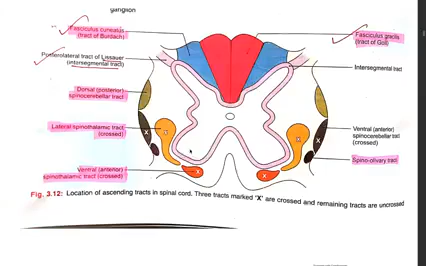 ganglion
Fasciculus cuneatus
(tract of Burdach)
Fasciculus gracilis
(tract of Goll)
Posterolateral tract of Lissauer
(intersegmental tract)
Intersegmental tract
Dorsal (posterior)
spinocerebellar tract
Lateral spinothalamic tract
(crossed)
X
X
X
X
Ventral (anterior)
spinocerebellar tract
(crossed)
Spino-olivary tract
Ventral (anterior)
spinothalamic tract (crossed)
X
X
Fig. 3.12: Location of ascending tracts in spinal cord. Three tracts marked 'X' are crossed and remaining tracts are uncrossed